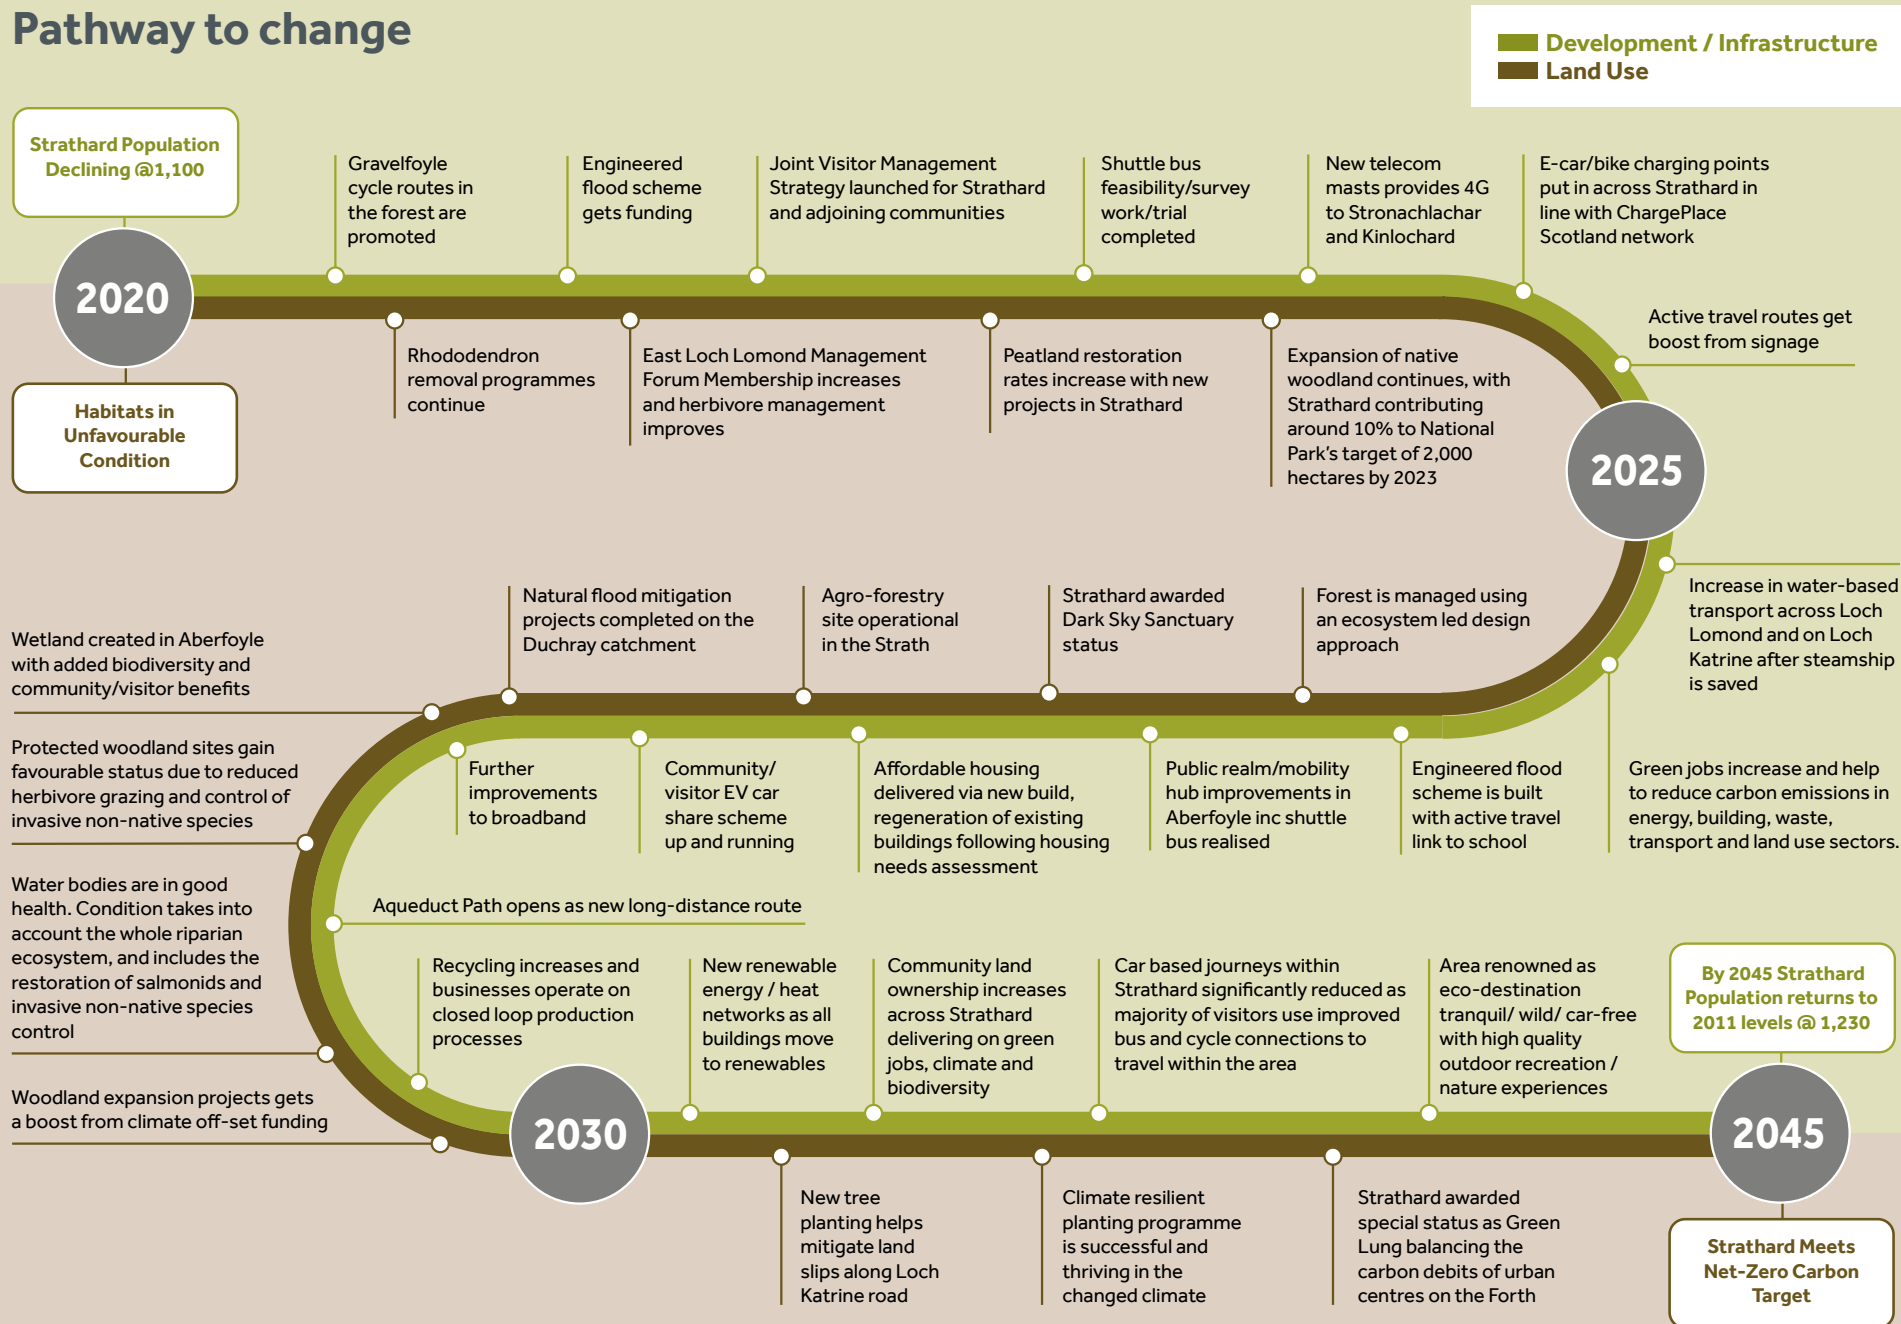 Pathway to change
Development / Infrastructure
Land Use
Strathard Population
Declining @1,100
2020
Habitats in
Unfavourable
Condition
Gravelfoyle
cycle routes in
the forest are
promoted
Engineered
flood scheme
gets funding
Joint Visitor Management
Strategy launched for Strathard
and adjoining communities
Shuttle bus
feasibility/survey
work/trial
completed
New telecom
masts provides 4G
to Stronachlachar
and Kinlochard
E-car/bike charging points
put in across Strathard in
line with ChargePlace
Scotland network
Active travel routes get
boost from signage
Rhododendron
removal programmes
continue
East Loch Lomond Management
Forum Membership increases
and herbivore management
improves
Peatland restoration
rates increase with new
projects in Strathard
Expansion of native
woodland continues, with
Strathard contributing
around 10% to National
Park's target of 2,000
hectares by 2023
2025
Increase in water-based
transport across Loch
Lomond and on Loch
Katrine after steamship
is saved
Green jobs increase and help
to reduce carbon emissions in
energy, building, waste,
transport and land use sectors.
Forest is managed using
an ecosystem led design
approach
Strathard awarded
Dark Sky Sanctuary
status
Agro-forestry
site operational
in the Strath
Natural flood mitigation
projects completed on the
Duchray catchment
Engineered flood
scheme is built
with active travel
link to school
Public realm/mobility
hub improvements in
Aberfoyle inc shuttle
bus realised
Affordable housing
delivered via new build,
regeneration of existing
buildings following housing
needs assessment
Community/
visitor EV car
share scheme
up and running
Further
improvements
to broadband
Wetland created in Aberfoyle
with added biodiversity and
community/visitor benefits
Protected woodland sites gain
favourable status due to reduced
herbivore grazing and control of
invasive non-native species
Water bodies are in good
health. Condition takes into
account the whole riparian
ecosystem, and includes the
restoration of salmonids and
invasive non-native species
control
Woodland expansion projects gets
a boost from climate off-set funding
Aqueduct Path opens as new long-distance route
Recycling increases and
businesses operate on
closed loop production
processes
2030
New renewable
energy / heat
networks as all
buildings move
to renewables
Community land
ownership increases
across Strathard
delivering on green
jobs, climate and
biodiversity
Car based journeys within
Strathard significantly reduced as
majority of visitors use improved
bus and cycle connections to
travel within the area
Area renowned as
eco-destination
tranquil/ wild/ car-free
with high quality
outdoor recreation /
nature experiences
New tree
planting helps
mitigate land
slips along Loch
Katrine road
Climate resilient
planting programme
is successful and
thriving in the
changed climate
Strathard awarded
special status as Green
Lung balancing the
carbon debits of urban
centres on the Forth
By 2045 Strathard
Population returns to
2011 levels @ 1,230
2045
Strathard Meets
Net-Zero Carbon
Target